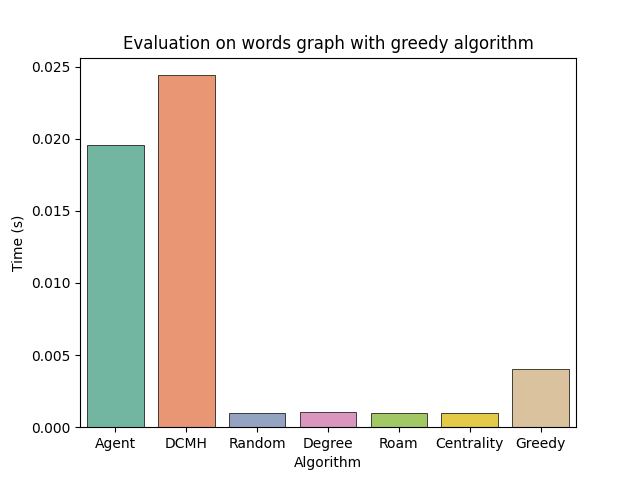 Evaluation on words graph with greedy algorithm
0.025
0.020
0.015
0.010
0.005
0.000
Time (s)
Agent DCMH Random Degree Roam Centrality Greedy
Algorithm